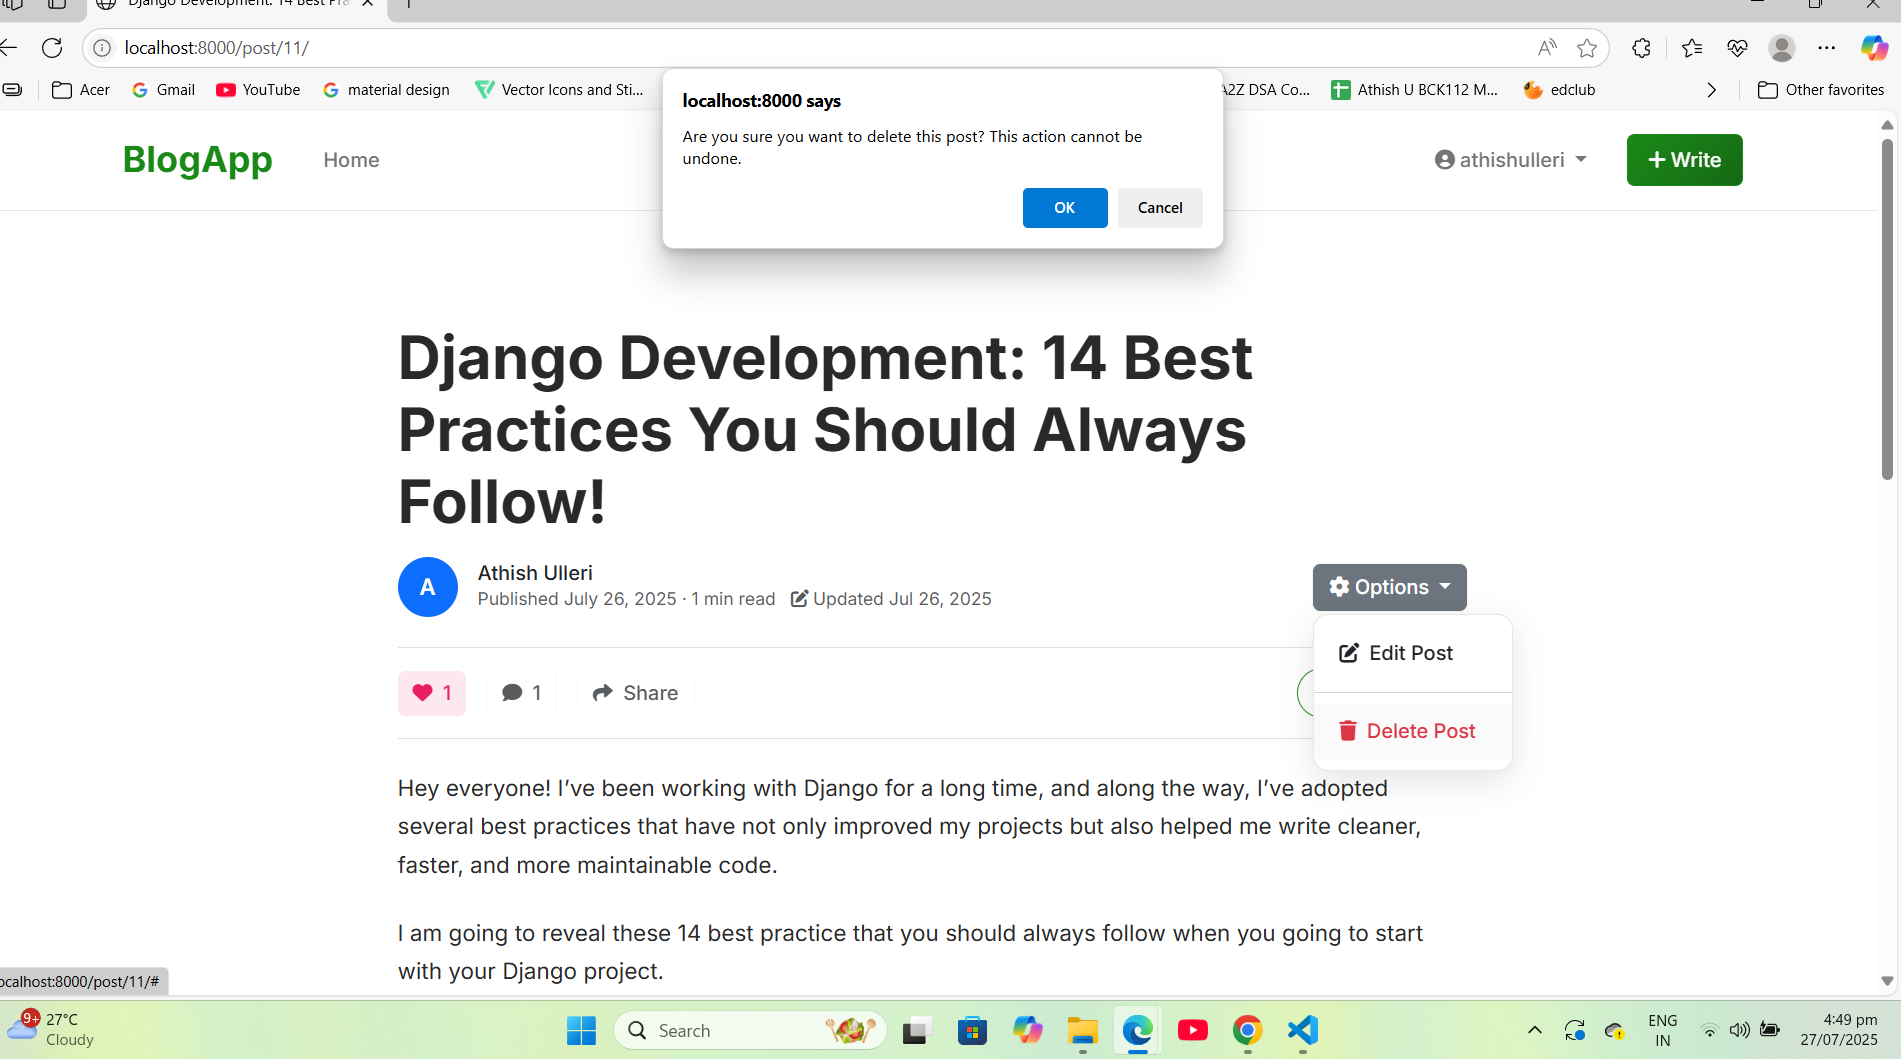 Django Development: 14 Best Pra
localhost:8000/post/11/
Acer
Gmail
YouTube
material design
Vector Icons and Sti...
A2Z DSA Co...
Athish U BCK112 M...
edclub
Other favorites
localhost:8000 says
Are you sure you want to delete this post? This action cannot be
undone.
OK
Cancel
BlogApp
Home
athishulleri
+ Write
Django Development: 14 Best
Practices You Should Always
Follow!
A
Athish Ulleri
Published July 26, 2025 · 1 min read
Updated Jul 26, 2025
Options
Edit Post
Delete Post
1
1
Share
Hey everyone! I’ve been working with Django for a long time, and along the way, I’ve adopted
several best practices that have not only improved my projects but also helped me write cleaner,
faster, and more maintainable code.
I am going to reveal these 14 best practice that you should always follow when you going to start
with your Django project.
ocalhost:8000/post/11/#
9+
27°C
Cloudy
Search
ENG
IN
4:49 pm
27/07/2025